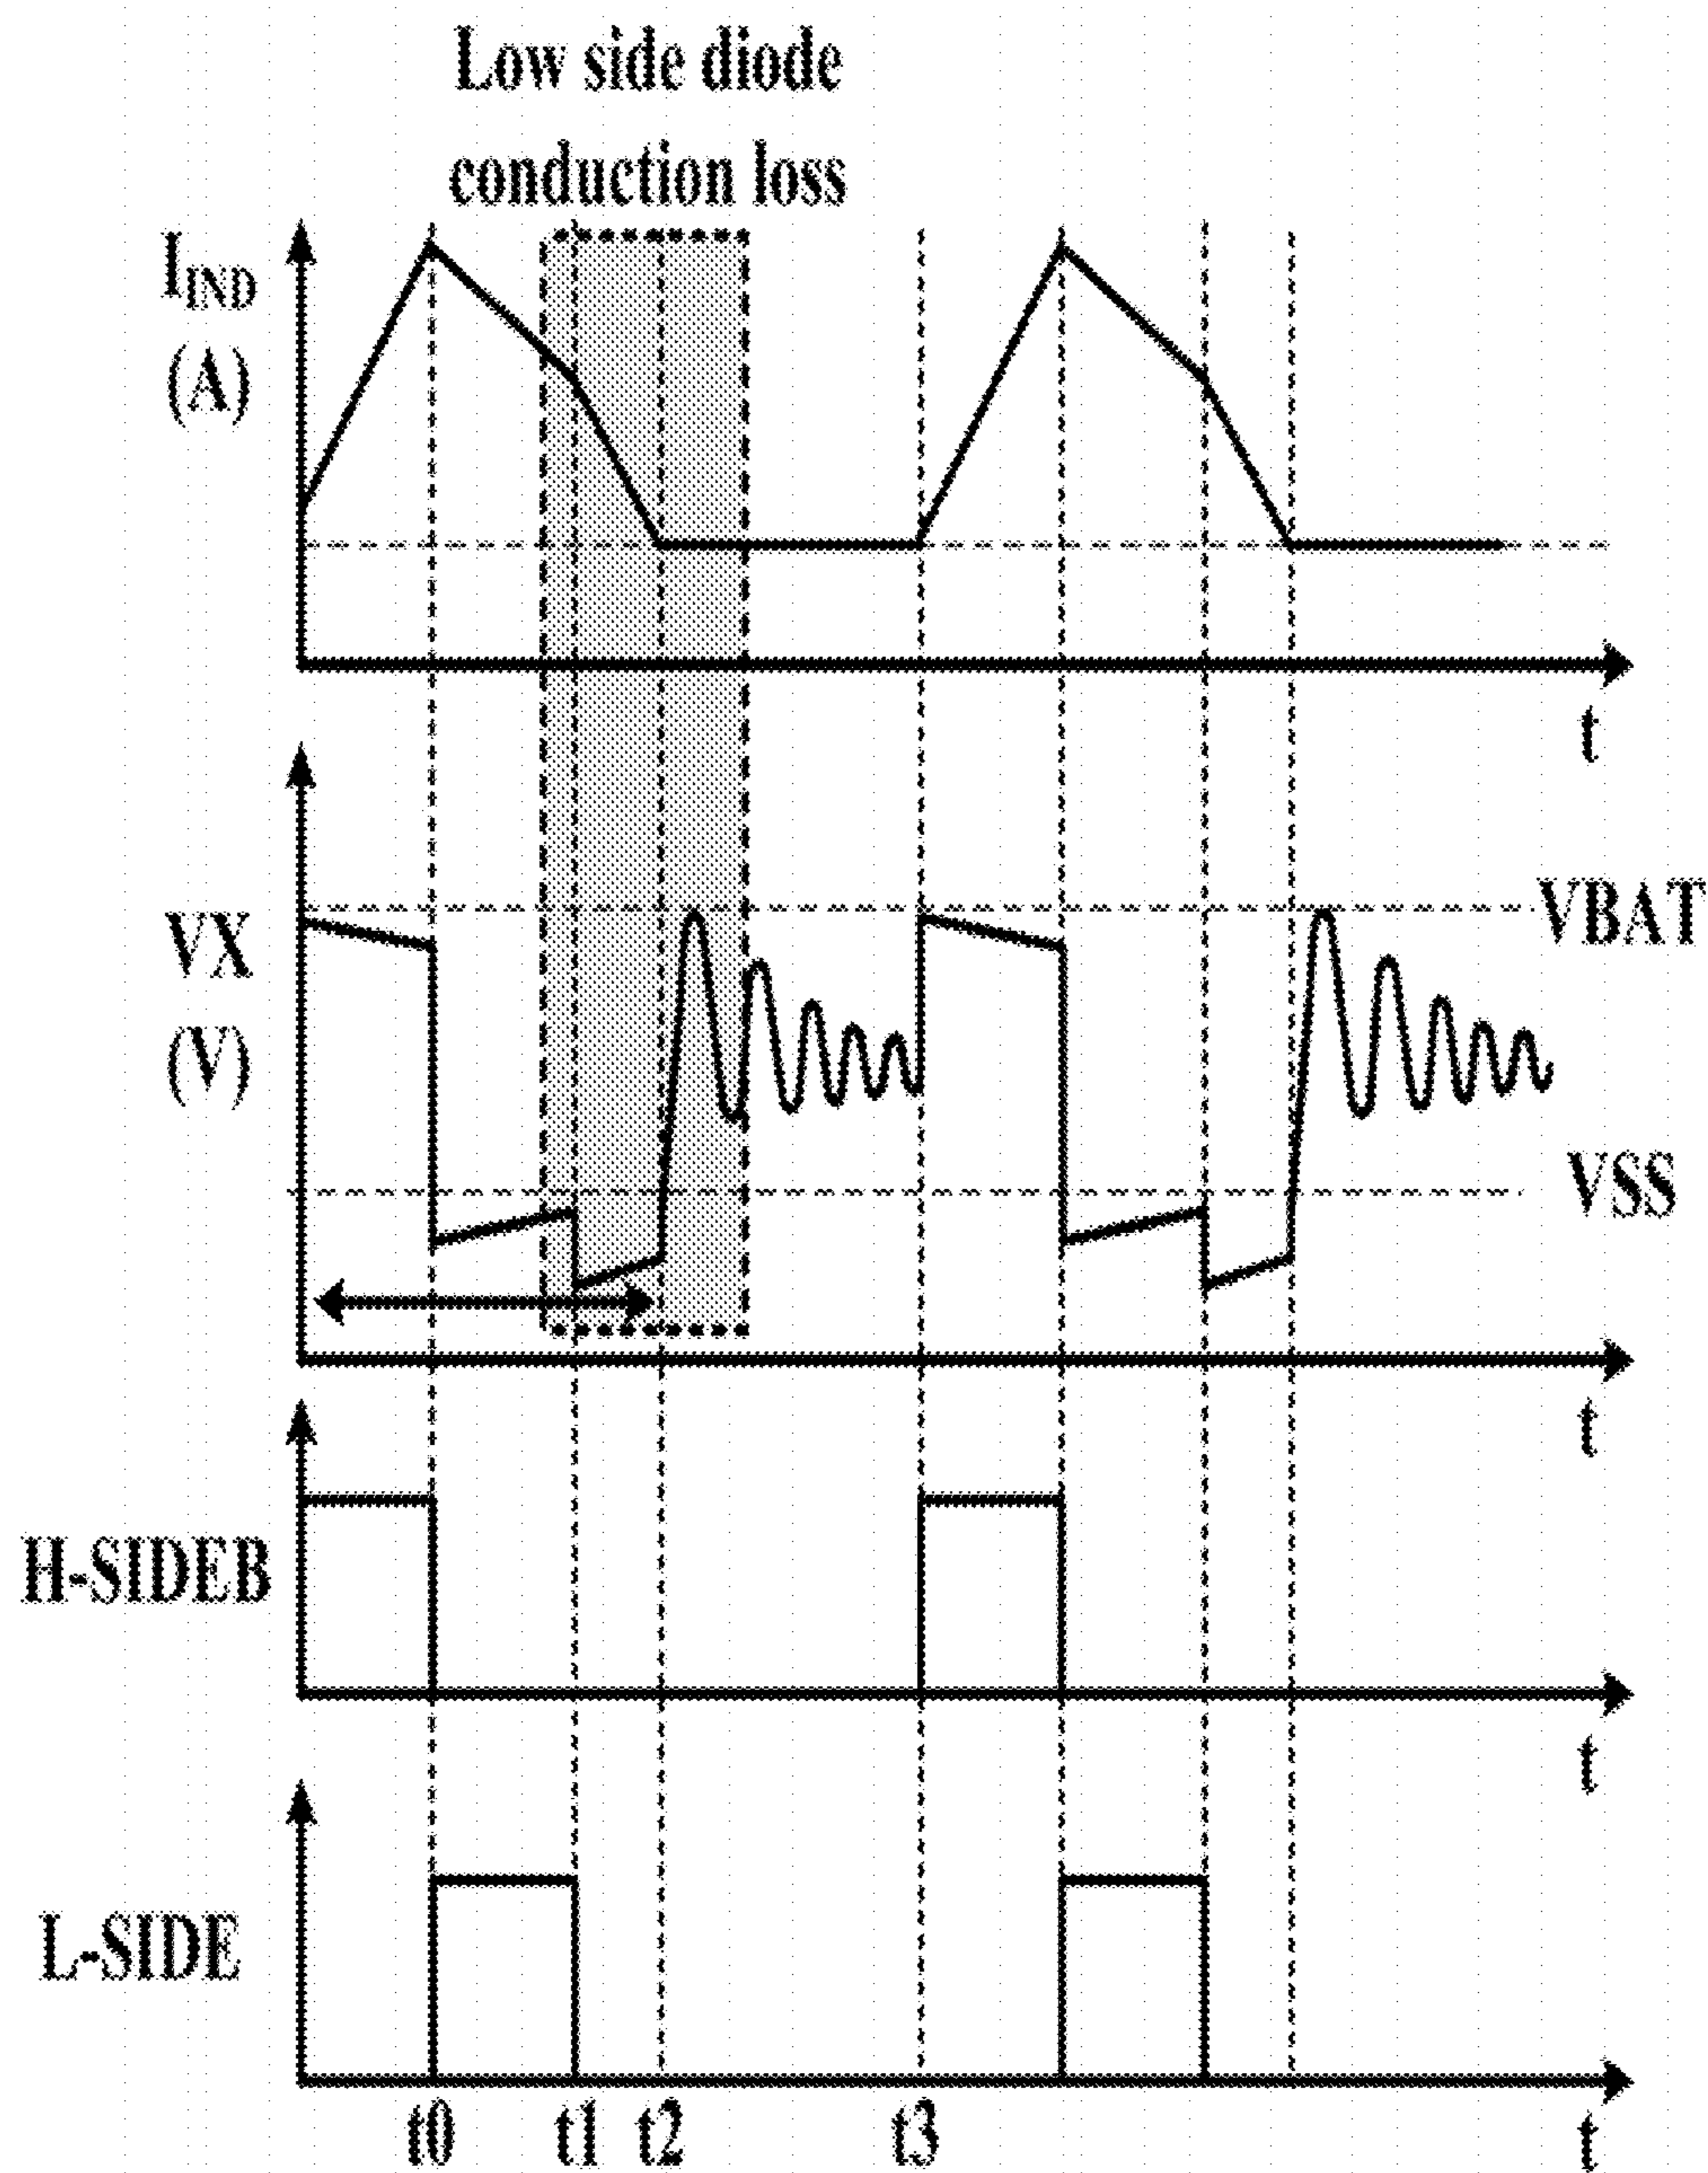 Low side diode
conduction loss
I_IND
(A)
t
VBAT
VX
(V)
VSS
t
H-SIDEB
t
L-SIDE
t0 t1 t2 t3 t